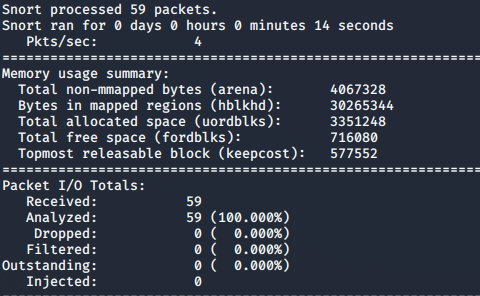 Snort processed 59 packets.
Snort ran for 0 days 0 hours 0 minutes 14 seconds
   Pkts/sec:            4
===============================================================
Memory usage summary:
  Total non-mmapped bytes (arena):       4067328
  Bytes in mapped regions (hblkhd):      30265344
  Total allocated space (uordblks):      3351248
  Total free space (fordblks):           716080
  Topmost releasable block (keepcost):   577552
===============================================================
Packet I/O Totals:
   Received:           59
   Analyzed:           59 (100.000%)
    Dropped:            0 (  0.000%)
   Filtered:            0 (  0.000%)
Outstanding:            0 (  0.000%)
   Injected:            0
===============================================================